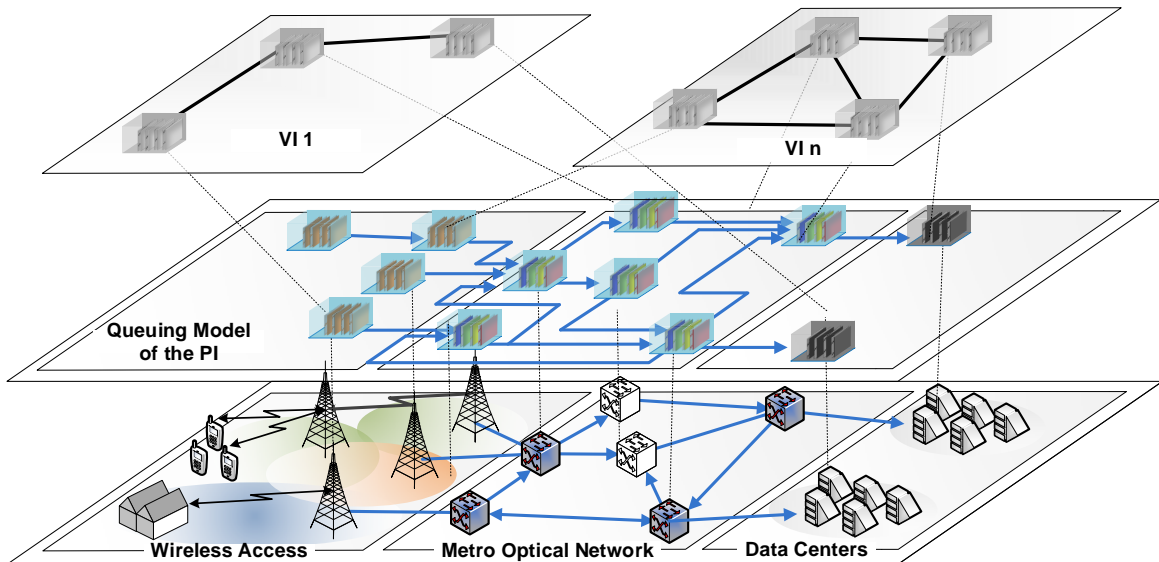 VI 1
VI n
Queuing Model
of the PI
Wireless Access
Metro Optical Network
Data Centers